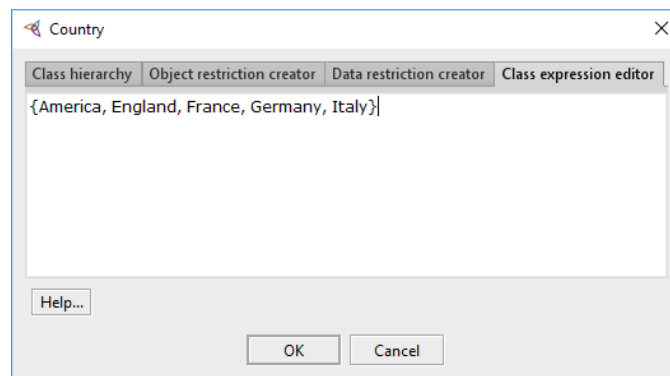 Country
Class hierarchy Object restriction creator Data restriction creator Class expression editor
{America, England, France, Germany, Italy}
Help...
OK Cancel